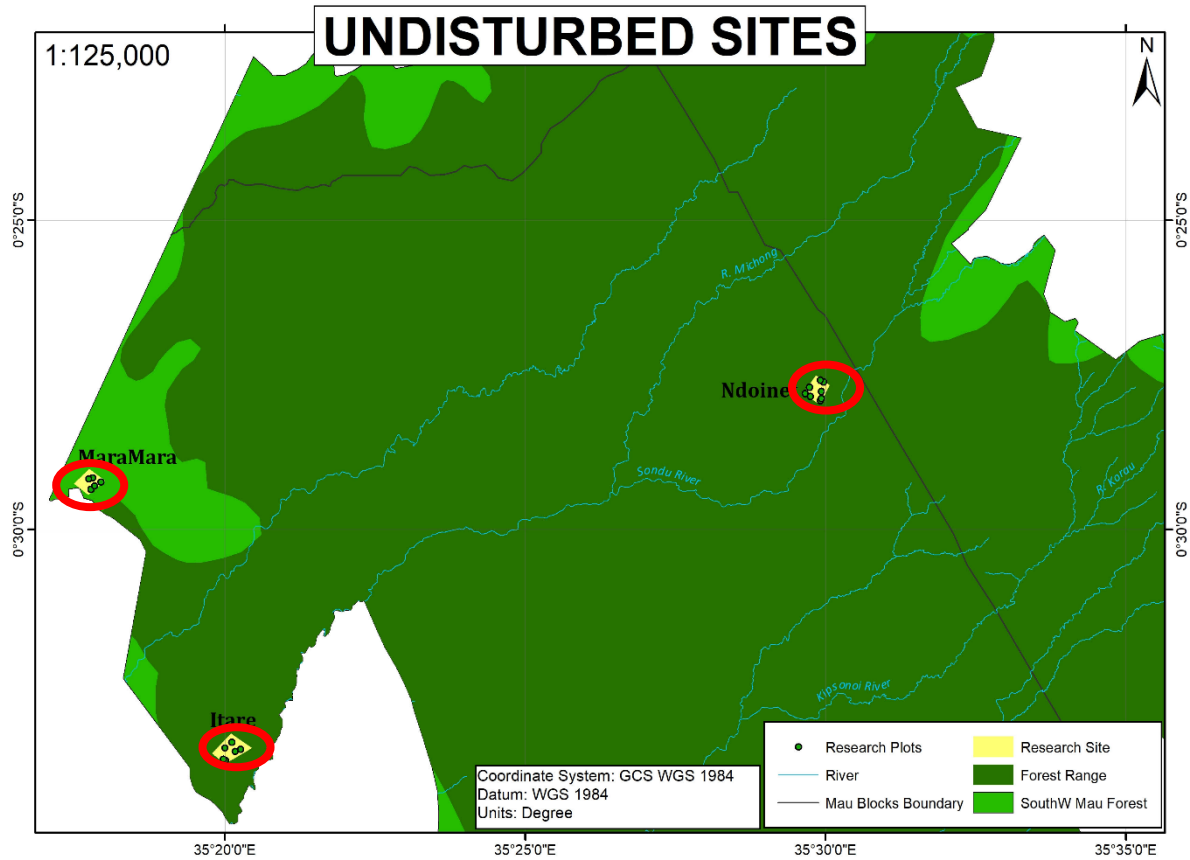 UNDISTURBED SITES
1:125,000
N
0°25'0"S
0°25'0"S
R. Michong
Ndoinet
MaraMara
Sondu River
R. Korau
0°30'0"S
0°30'0"S
Kipsonoi River
Itare
Coordinate System: GCS WGS 1984
Datum: WGS 1984
Units: Degree
Research Plots
River
Mau Blocks Boundary
Research Site
Forest Range
SouthW Mau Forest
35°20'0"E
35°25'0"E
35°30'0"E
35°35'0"E